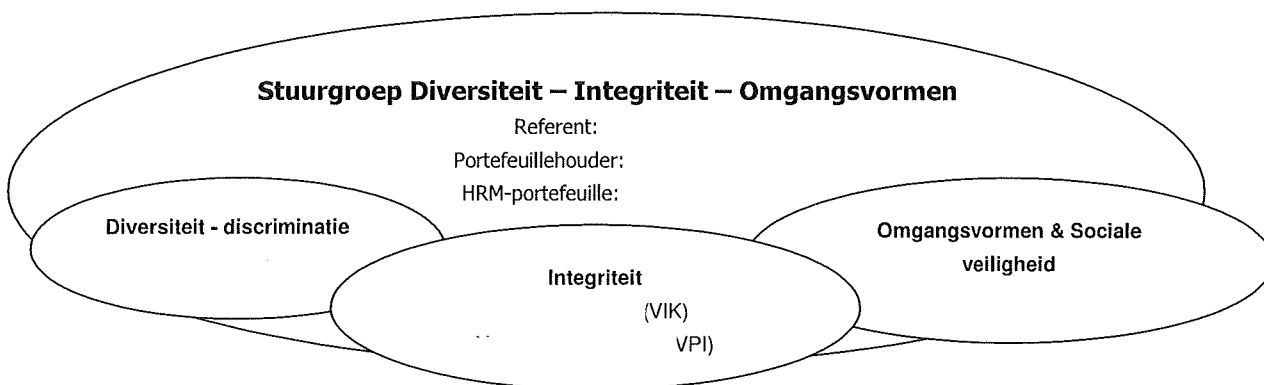 Stuurgroep Diversiteit – Integriteit – Omgangsvormen
Referent:
Portefeuillehouder:
HRM-portefeuille:
Diversiteit - discriminatie
Integriteit
(VIK)
VPI)
Omgangsvormen & Sociale
veiligheid